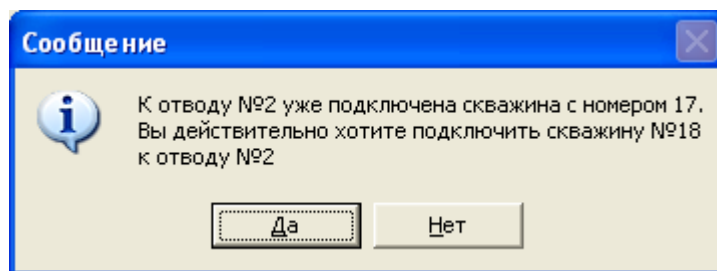 Сообщение
К отводу №2 уже подключена скважина с номером 17.
Вы действительно хотите подключить скважину №18
к отводу №2
Да
Нет